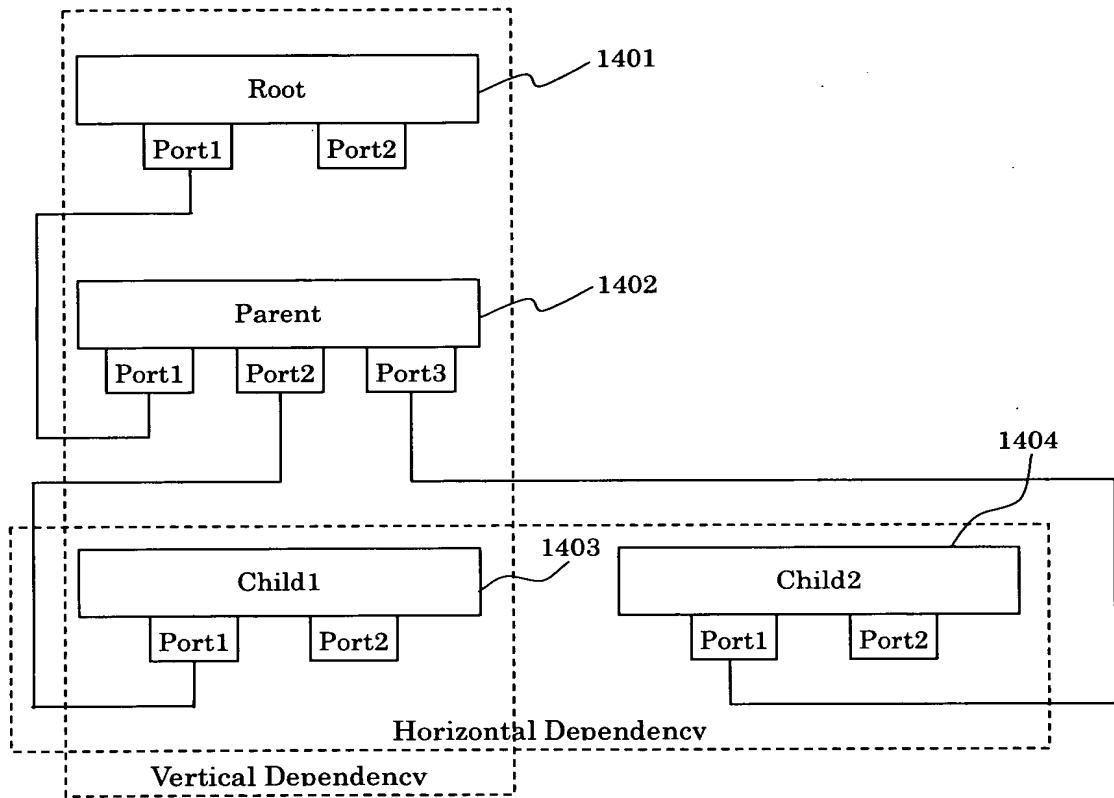 1401
Root
Port1 Port2
1402
Parent
Port1 Port2 Port3
1404
1403
Child1 Child2
Port1 Port2 Port1 Port2
Horizontal Dependency
Vertical Dependency